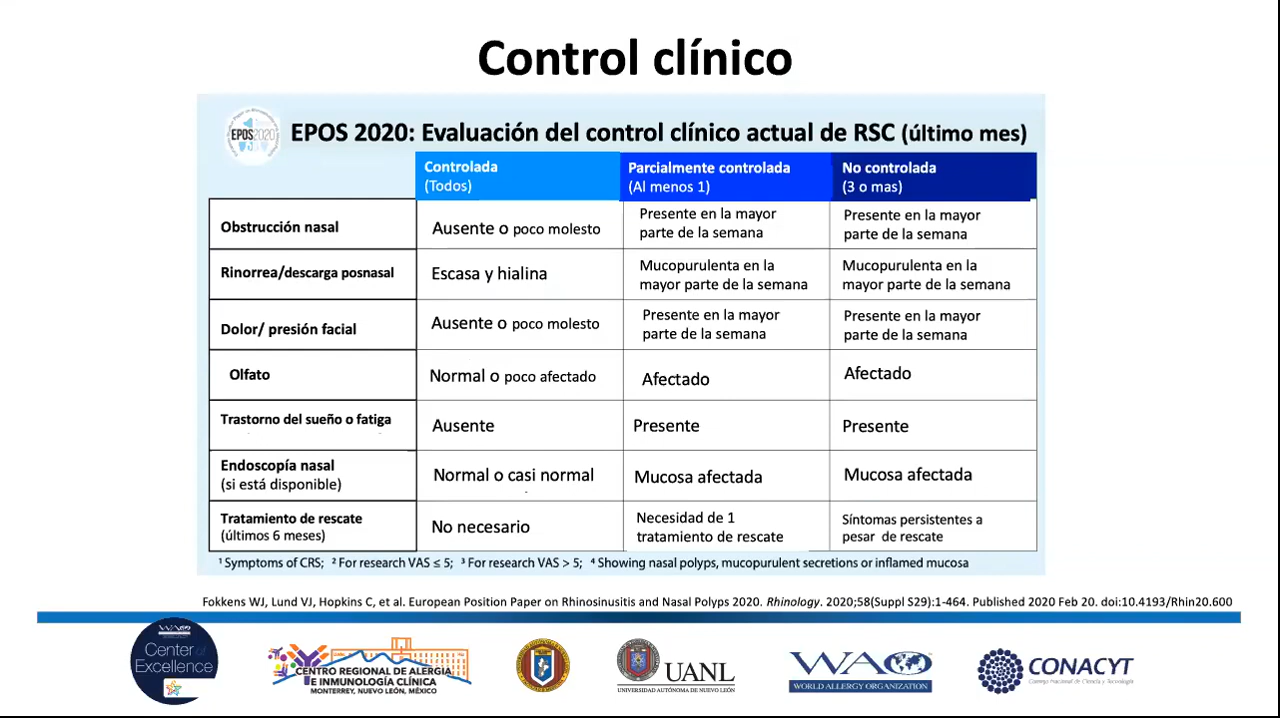 Control clínico
EPOS2020
EPOS 2020: Evaluación del control clínico actual de RSC (último mes)
Controlada
(Todos)
Parcialmente controlada
(Al menos 1)
No controlada
(3 o mas)
Obstrucción nasal
Ausente o poco molesto
Presente en la mayor
parte de la semana
Presente en la mayor
parte de la semana
Rinorrea/descarga posnasal
Escasa y hialina
Mucopurulenta en la
mayor parte de la semana
Mucopurulenta en la
mayor parte de la semana
Dolor/ presión facial
Ausente o poco molesto
Presente en la mayor
parte de la semana
Presente en la mayor
parte de la semana
Olfato
Normal o poco afectado
Afectado
Afectado
Trastorno del sueño o fatiga
Ausente
Presente
Presente
Endoscopía nasal
(si está disponible)
Normal o casi normal
Mucosa afectada
Mucosa afectada
Tratamiento de rescate
(últimos 6 meses)
No necesario
Necesidad de 1
tratamiento de rescate
Síntomas persistentes a
pesar de rescate
¹ Symptoms of CRS; ² For research VAS ≤ 5; ³ For research VAS > 5; ⁴ Showing nasal polyps, mucopurulent secretions or inflamed mucosa
Fokkens WJ, Lund VJ, Hopkins C, et al. European Position Paper on Rhinosinusitis and Nasal Polyps 2020. Rhinology. 2020;58(Suppl S29):1-464. Published 2020 Feb 20. doi:10.4193/Rhin20.600
WAO
Center of
Excellence
CENTRO REGIONAL DE ALERGIA
E INMUNOLOGÍA CLÍNICA
MONTERREY, NUEVO LEÓN, MÉXICO
UANL
UNIVERSIDAD AUTÓNOMA DE NUEVO LEÓN
WAO
WORLD ALLERGY ORGANIZATION
CONACYT
Consejo Nacional de Ciencia y Tecnología